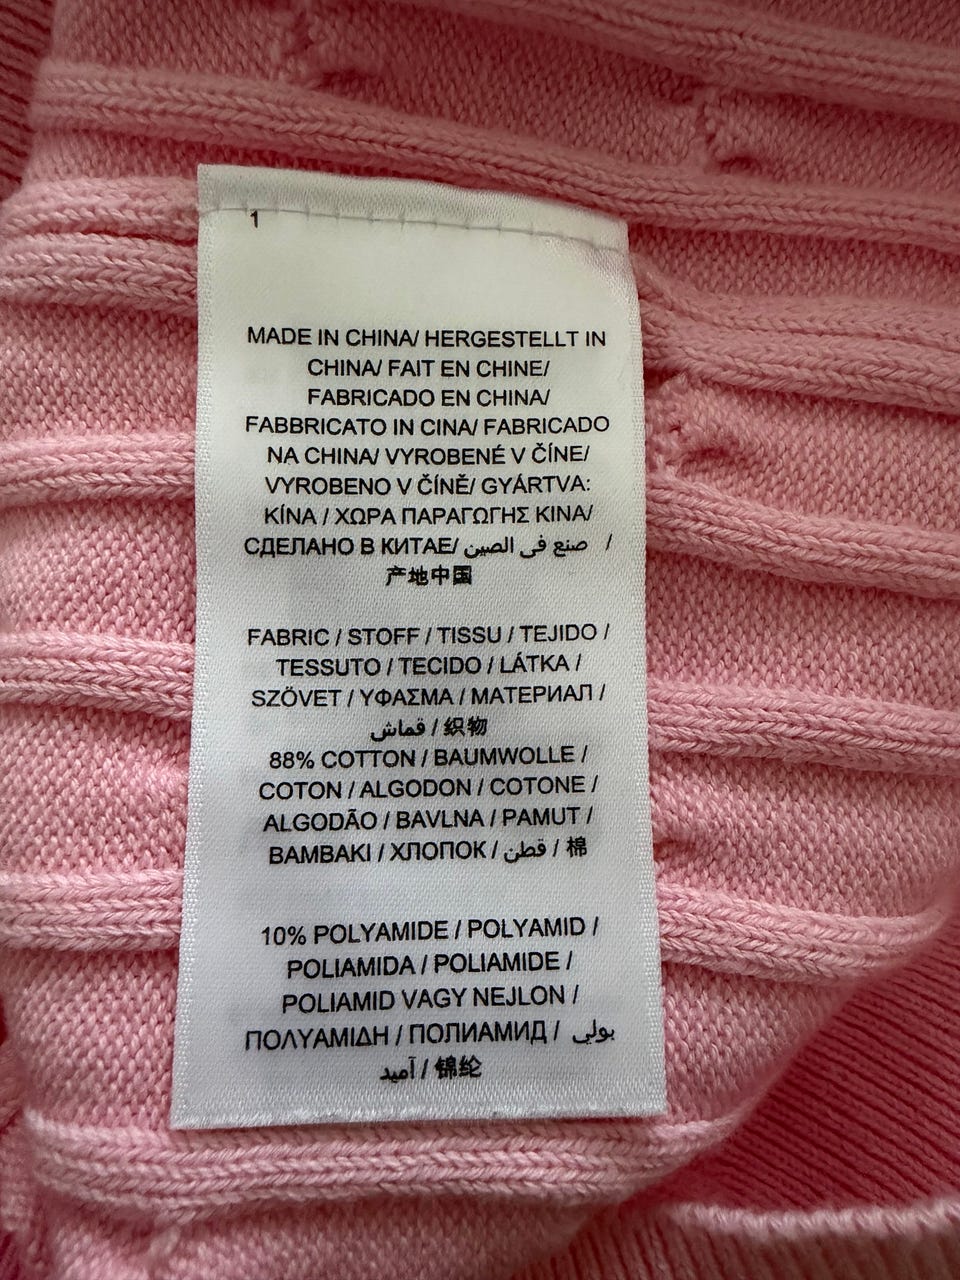 1
MADE IN CHINA/ HERGESTELLT IN
CHINA/ FAIT EN CHINE/
FABRICADO EN CHINA/
FABBRICATO IN CINA/ FABRICADO
NA CHINA/ VYROBENÉ V ČÍNE/
VYROBENO V ČÍNĚ/ GYÁRTVA:
KÍNA / ΧΩΡΑ ΠΑΡΑΓΩΓΗΣ ΚΙΝΑ/
СДЕЛАНО В КИТАЕ/ صنع في الصين /
产地中国
FABRIC / STOFF / TISSU / TEJIDO /
TESSUTO / TECIDO / LÁTKA /
SZÖVET / ΥΦΑΣΜΑ / МАТЕРИАЛ /
قماش / 织物
88% COTTON / BAUMWOLLE /
COTON / ALGODON / COTONE /
ALGODÃO / BAVLNA / PAMUT /
ΒΑΜΒΑΚΙ / ХЛОПОК / قطن / 棉
10% POLYAMIDE / POLYAMID /
POLIAMIDA / POLIAMIDE /
POLIAMID VAGY NEJLON /
ΠΟΛΥΑΜΙΔΗ / ПОЛИАМИД / بولي
آميد / 锦纶